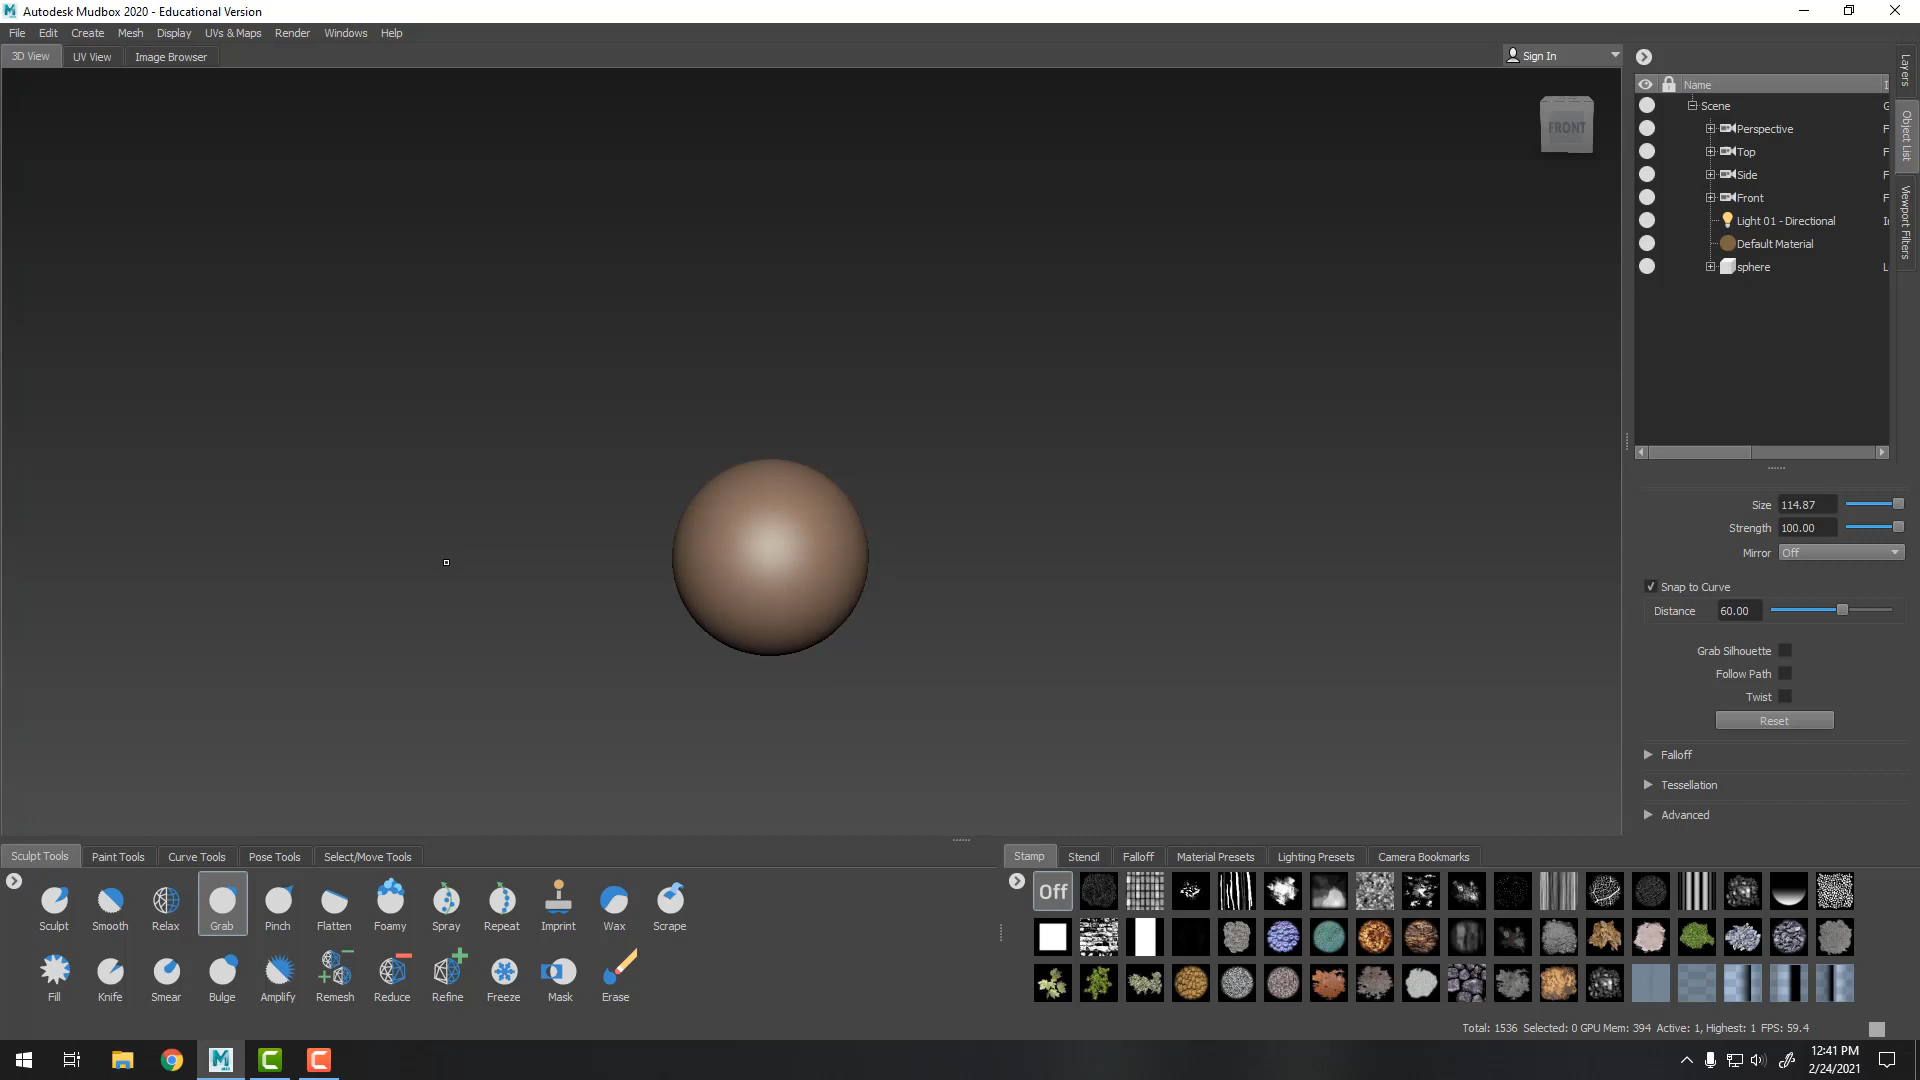 Autodesk Mudbox 2020 - Educational Version
File Edit Create Mesh Display UVs & Maps Render Windows Help
3D View UV View Image Browser Sign In
FRONT
Name
Scene
Perspective F
Top F
Side F
Front F
Light 01 - Directional
Default Material
sphere L
Layers
Object List
Viewport Filters
Size 114.87
Strength 100.00
Mirror Off
Snap to Curve
Distance 60.00
Grab Silhouette
Follow Path
Twist
Reset
Falloff
Tessellation
Advanced
Sculpt Tools Paint Tools Curve Tools Pose Tools Select/Move Tools
Sculpt Smooth Relax Grab Pinch Flatten Foamy Spray Repeat Imprint Wax Scrape
Fill Knife Smear Bulge Amplify Remesh Reduce Refine Freeze Mask Erase
Stamp Stencil Falloff Material Presets Lighting Presets Camera Bookmarks
Off
Total: 1536 Selected: 0 GPU Mem: 394 Active: 1, Highest: 1 FPS: 59.4
12:41 PM
2/24/2021